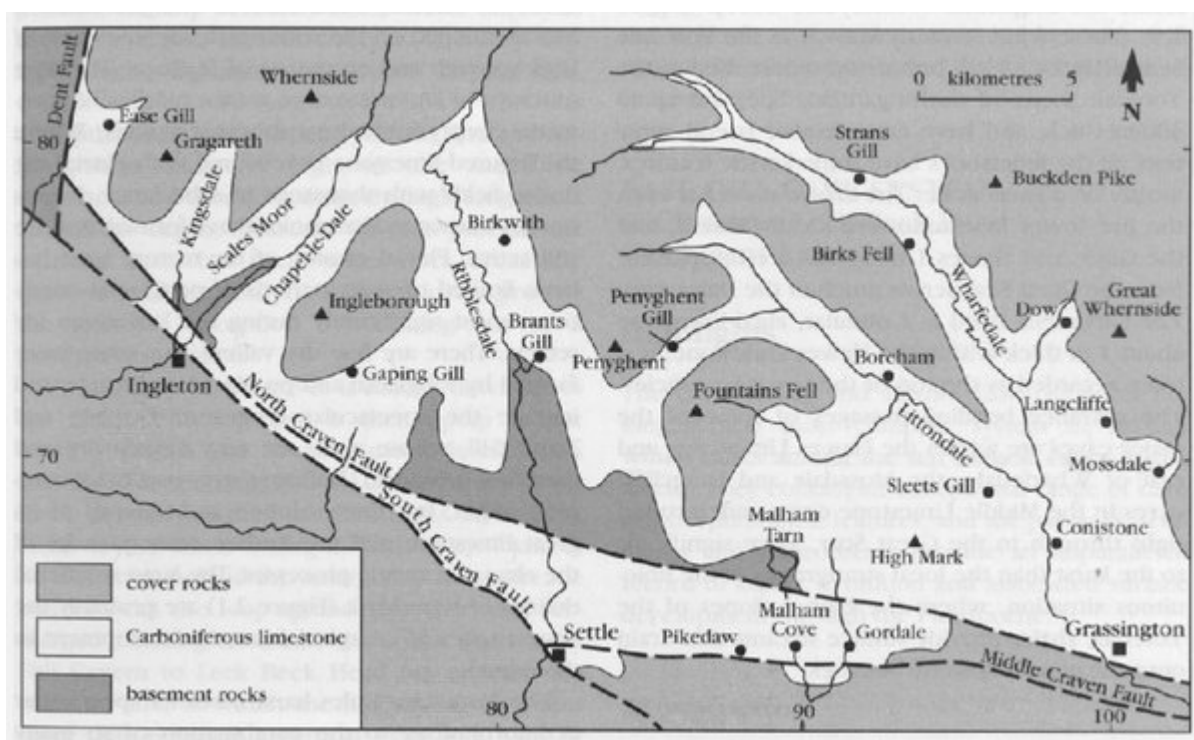 Dent Fault
Whernside
Ease Gill
80
Gragareth
Kingsdale
Scales Moor
Chapel-le-Dale
Ribblesdale
Birkwith
Ingleborough
Brants
Gill
Gaping Gill
Ingleton
North Craven Fault
South Craven Fault
70
0 kilometres 5
N
Strans
Gill
Buckden Pike
Birks Fell
Wharfedale
Penyghent
Gill
Penyghent
Dow
Great
Whernside
Boreham
Fountains Fell
Littondale
Langcliffe
Mossdale
Sleets Gill
Malham
Tarn
High Mark
Conistone
Malham
Cove
Gordale
Grassington
Settle
Pikedaw
Middle Craven Fault
80
90
100
cover rocks
Carboniferous limestone
basement rocks